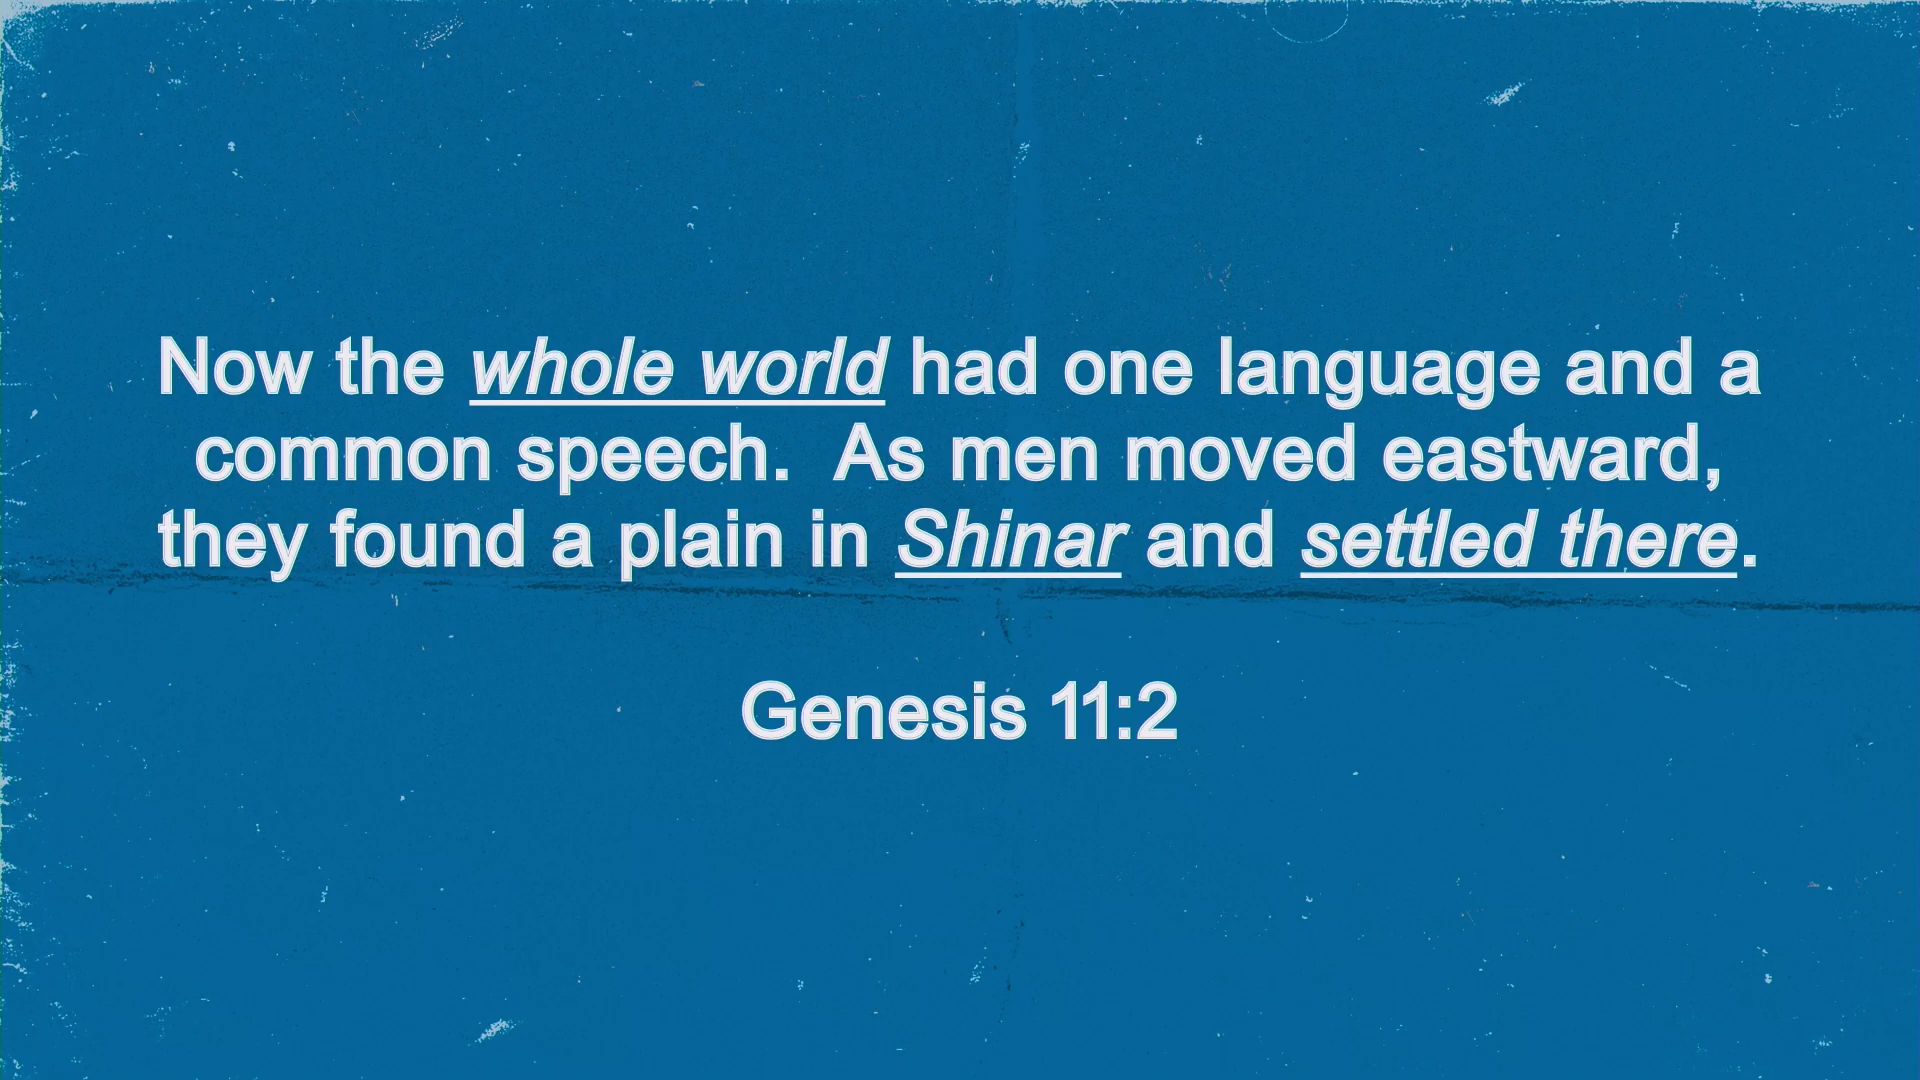 Now the whole world had one language and a
common speech.  As men moved eastward,
they found a plain in Shinar and settled there.
Genesis 11:2